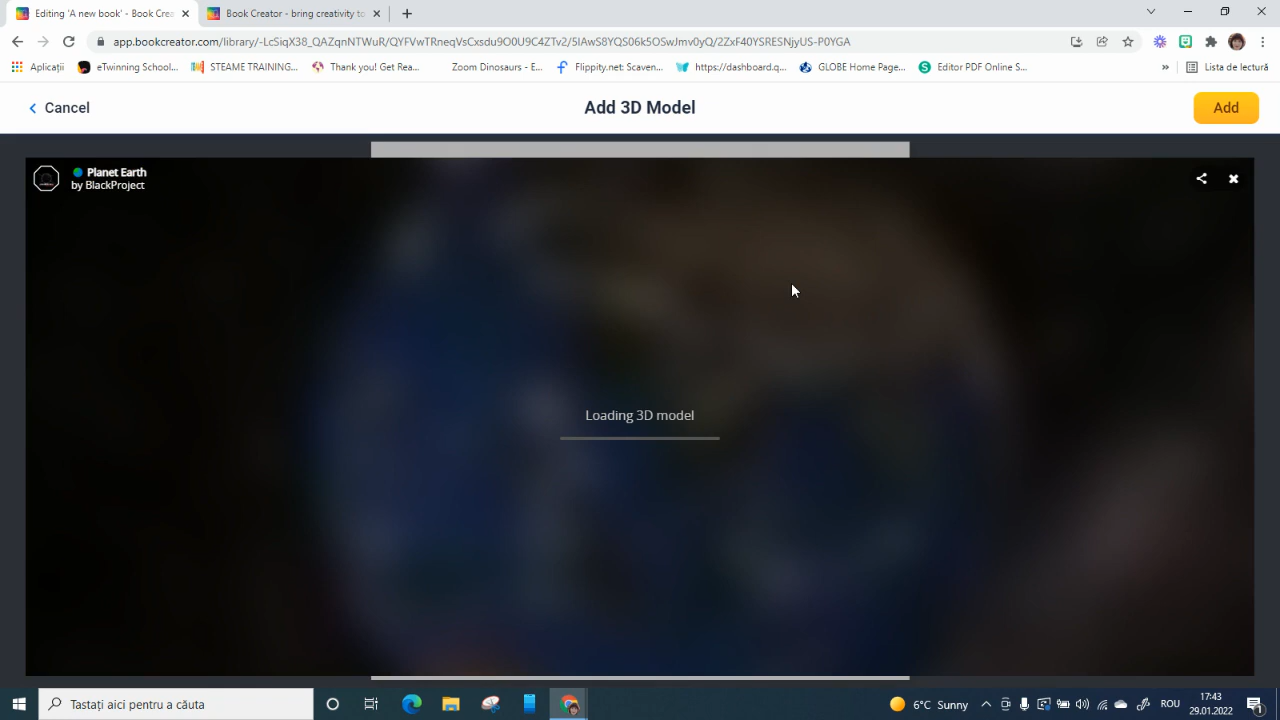 Editing 'A new book' - Book Crea
Book Creator - bring creativity to
app.bookcreator.com/library/-LcSiqX38_QAZqnNTWuR/QYFVwTRneqVsCxsdu9O0U9C4ZTv2/5IAwS8YQS06k5OSwJmv0yQ/2ZxF40YSRESNjyUS-P0YGA
Aplicații
eTwinning School...
STEAME TRAINING...
Thank you! Get Rea...
Zoom Dinosaurs - E...
Flippity.net: Scaven...
https://dashboard.q...
GLOBE Home Page...
Editor PDF Online S...
»
Lista de lectură
Cancel
Add 3D Model
Add
Planet Earth
by BlackProject
Loading 3D model
Tastați aici pentru a căuta
6°C Sunny
ROU
17:43
29.01.2022
1